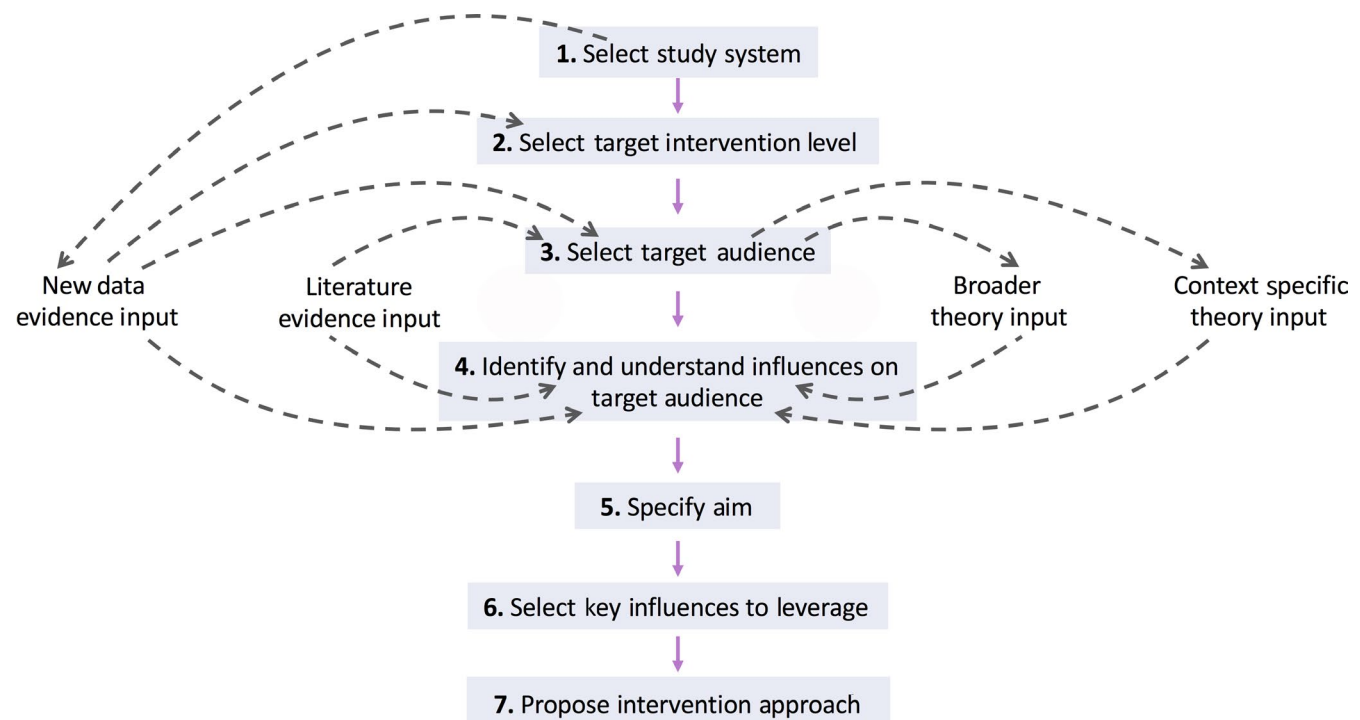 1. Select study system
2. Select target intervention level
3. Select target audience
New data
evidence input
Literature
evidence input
Broader
theory input
Context specific
theory input
4. Identify and understand influences on
target audience
5. Specify aim
6. Select key influences to leverage
7. Propose intervention approach